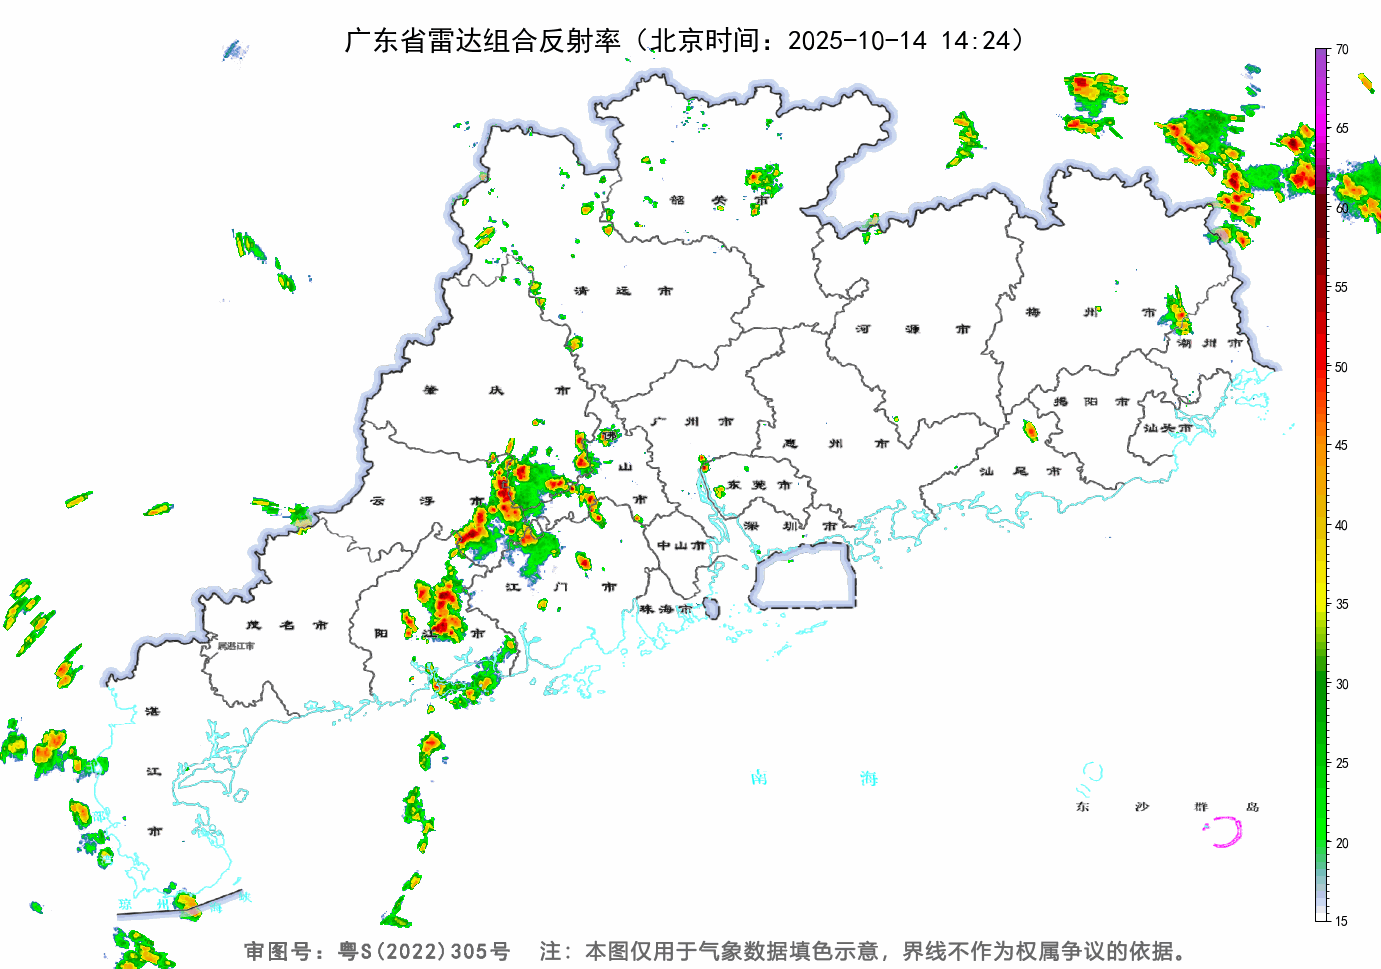 广东省雷达组合反射率（北京时间：2025-10-14 14:24）
70
65
60
55
50
45
40
35
30
25
20
15
韶关市
清远市
河源市
梅州市
潮州市
肇庆市
广州市
惠州市
揭阳市
汕头市
汕尾市
佛山市
云浮市
东莞市
深圳市
中山市
江门市
珠海市
阳江市
茂名市
属湛江市
湛江市
南海
东沙群岛
琼州海峡
审图号：粤S(2022)305号 注：本图仅用于气象数据填色示意，界线不作为权属争议的依据。